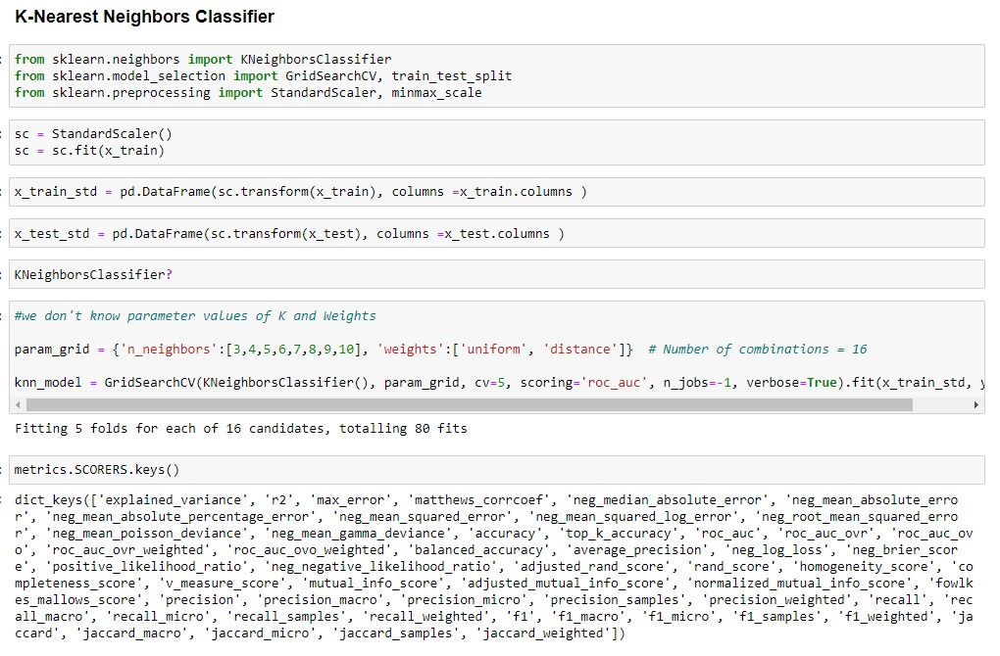 K-Nearest Neighbors Classifier
from sklearn.neighbors import KNeighborsClassifier
from sklearn.model_selection import GridSearchCV, train_test_split
from sklearn.preprocessing import StandardScaler, minmax_scale
sc = StandardScaler()
sc = sc.fit(x_train)
x_train_std = pd.DataFrame(sc.transform(x_train), columns =x_train.columns )
x_test_std = pd.DataFrame(sc.transform(x_test), columns =x_test.columns )
KNeighborsClassifier?
#we don't know parameter values of K and Weights
param_grid = {'n_neighbors':[3,4,5,6,7,8,9,10], 'weights':['uniform', 'distance']}  # Number of combinations = 16
knn_model = GridSearchCV(KNeighborsClassifier(), param_grid, cv=5, scoring='roc_auc', n_jobs=-1, verbose=True).fit(x_train_std, y
Fitting 5 folds for each of 16 candidates, totalling 80 fits
metrics.SCORERS.keys()
dict_keys(['explained_variance', 'r2', 'max_error', 'matthews_corrcoef', 'neg_median_absolute_error', 'neg_mean_absolute_erro
r', 'neg_mean_absolute_percentage_error', 'neg_mean_squared_error', 'neg_mean_squared_log_error', 'neg_root_mean_squared_erro
r', 'neg_mean_poisson_deviance', 'neg_mean_gamma_deviance', 'accuracy', 'top_k_accuracy', 'roc_auc', 'roc_auc_ovr', 'roc_auc_ov
o', 'roc_auc_ovr_weighted', 'roc_auc_ovo_weighted', 'balanced_accuracy', 'average_precision', 'neg_log_loss', 'neg_brier_scor
e', 'positive_likelihood_ratio', 'neg_negative_likelihood_ratio', 'adjusted_rand_score', 'rand_score', 'homogeneity_score', 'co
mpleteness_score', 'v_measure_score', 'mutual_info_score', 'adjusted_mutual_info_score', 'normalized_mutual_info_score', 'fowlk
es_mallows_score', 'precision', 'precision_macro', 'precision_micro', 'precision_samples', 'precision_weighted', 'recall', 'rec
all_macro', 'recall_micro', 'recall_samples', 'recall_weighted', 'f1', 'f1_macro', 'f1_micro', 'f1_samples', 'f1_weighted', 'ja
ccard', 'jaccard_macro', 'jaccard_micro', 'jaccard_samples', 'jaccard_weighted'])